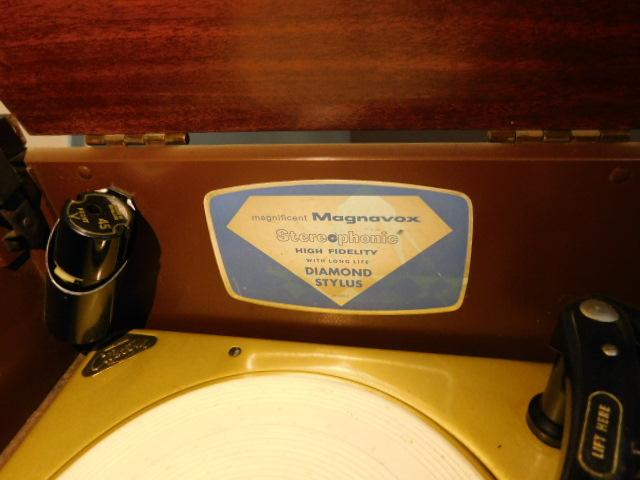 magnificent Magnavox
Stereophonic
HIGH FIDELITY
WITH LONG LIFE
DIAMOND
STYLUS
45
LIFT HERE